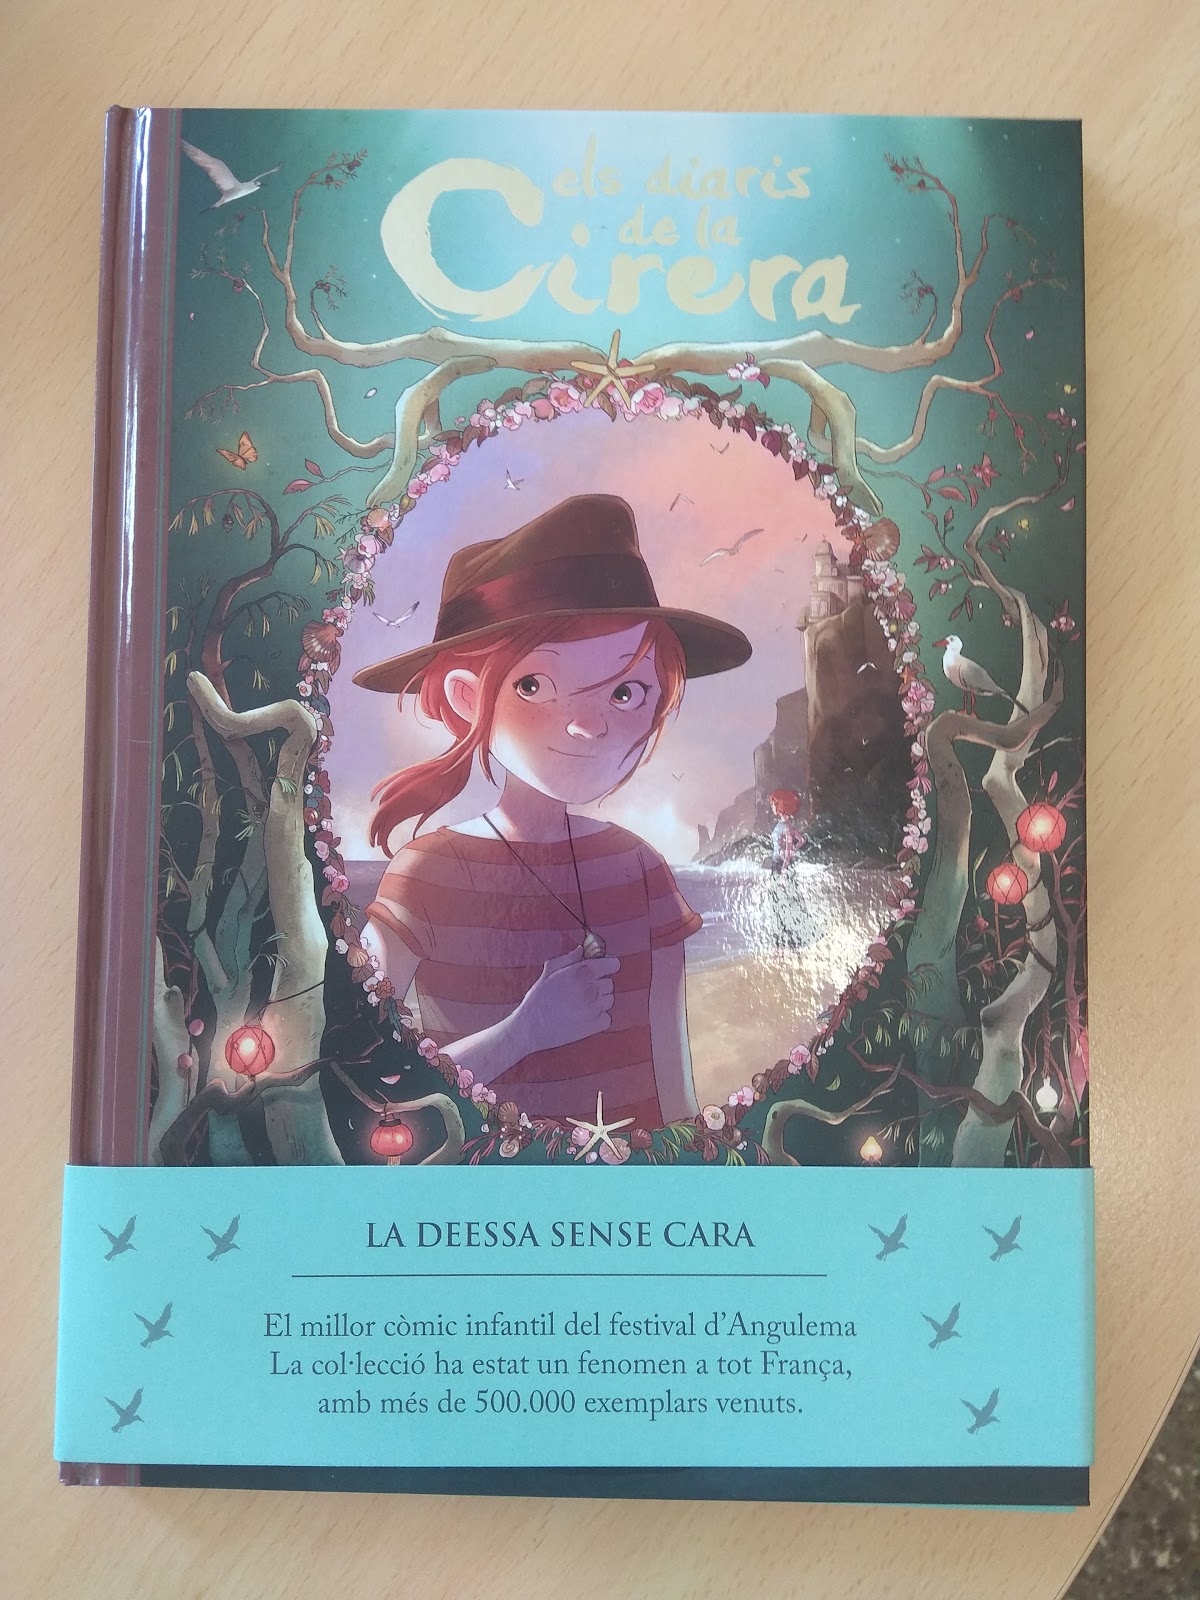 els diaris
de la
Cirera
LA DEESSA SENSE CARA
El millor còmic infantil del festival d'Angulema
La col·lecció ha estat un fenomen a tot França,
amb més de 500.000 exemplars venuts.